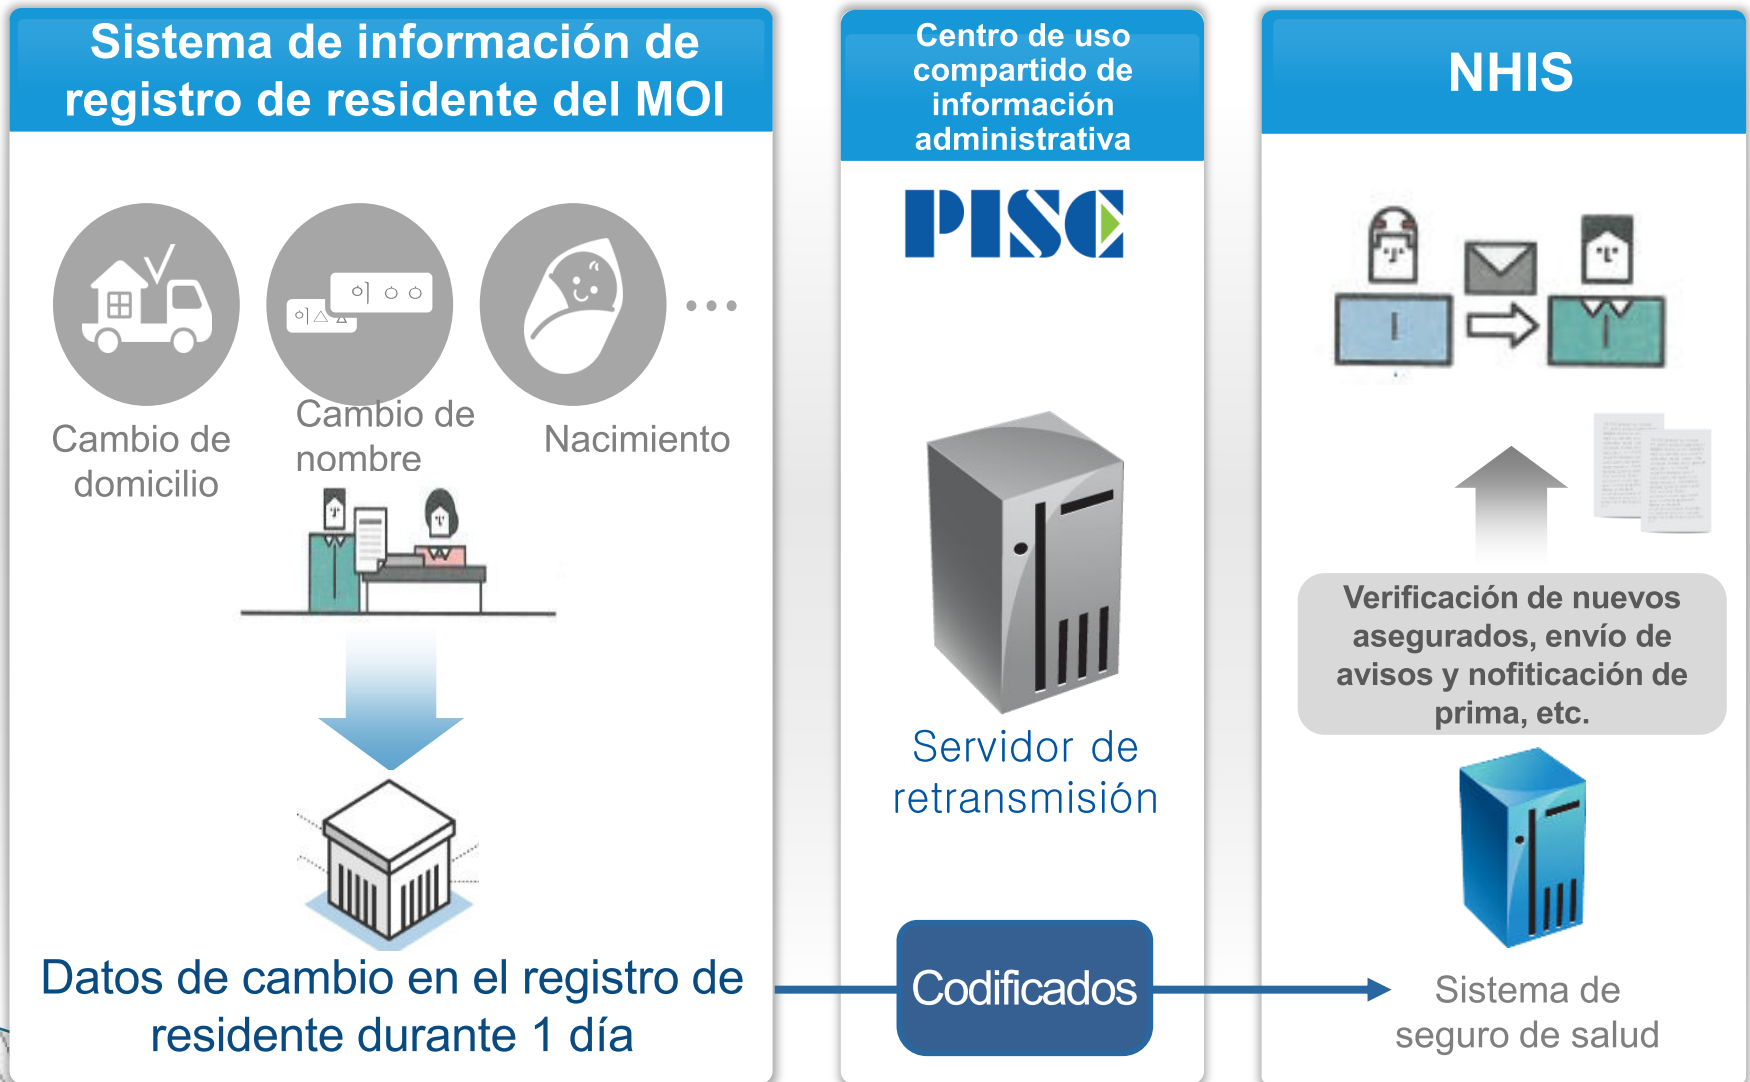 Sistema de información de
registro de residente del MOI
이 ㅇ ㅇ
이 △ △
Cambio de
domicilio
Cambio de
nombre
Nacimiento
...
Datos de cambio en el registro de
residente durante 1 día
Centro de uso
compartido de
información
administrativa
PISC
Servidor de
retransmisión
Codificados
NHIS
Verificación de nuevos
asegurados, envío de
avisos y nofiticación de
prima, etc.
Sistema de
seguro de salud